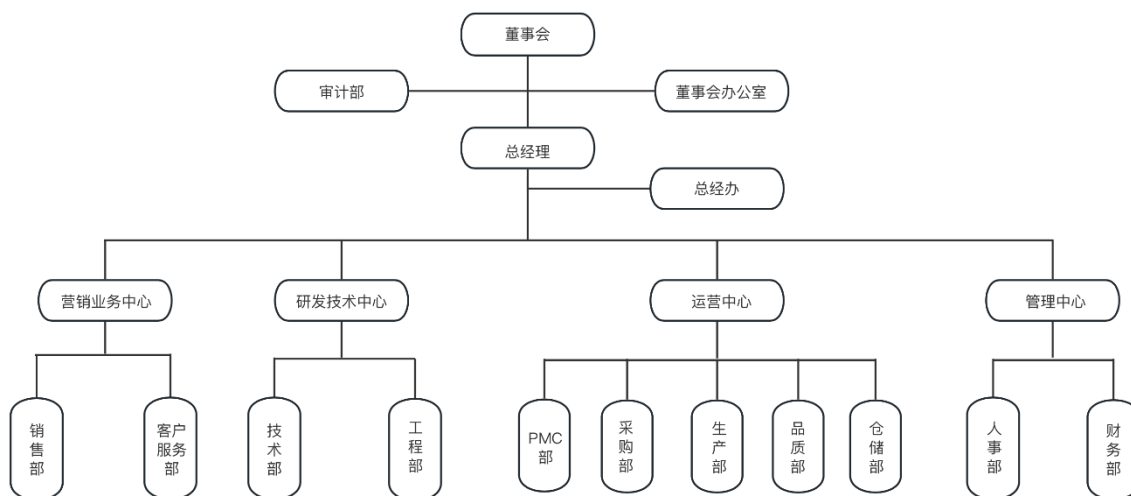 董事会
审计部
董事会办公室
总经理
总经办
营销业务中心
研发技术中心
运营中心
管理中心
销售部
客户服务部
技术部
工程部
PMC部
采购部
生产部
品质部
仓储部
人事部
财务部